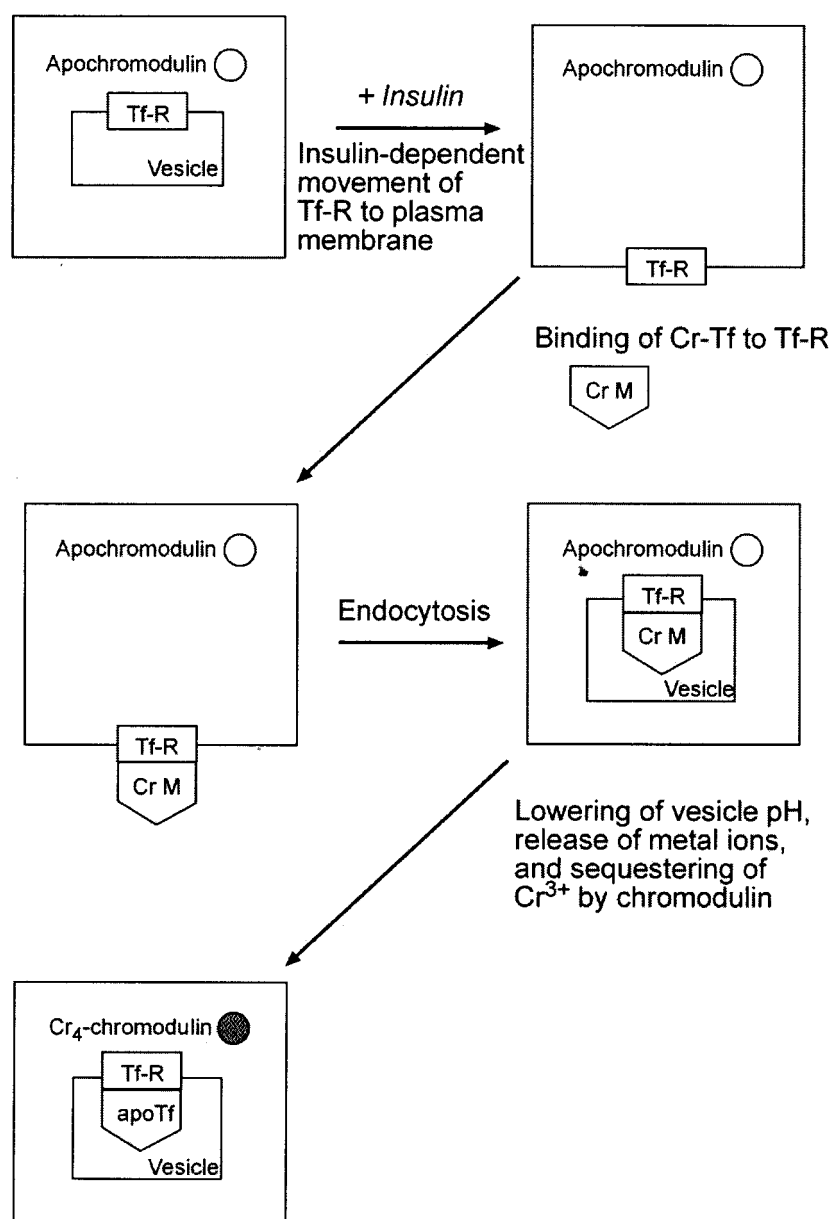 Apochromodulin
Tf-R
Vesicle
+ Insulin
Insulin-dependent
movement of
Tf-R to plasma
membrane
Apochromodulin
Tf-R
Binding of Cr-Tf to Tf-R
Cr M
Apochromodulin
Tf-R
Cr M
Endocytosis
Apochromodulin
Tf-R
Cr M
Vesicle
Lowering of vesicle pH,
release of metal ions,
and sequestering of
Cr³⁺ by chromodulin
Cr₄-chromodulin
Tf-R
apoTf
Vesicle